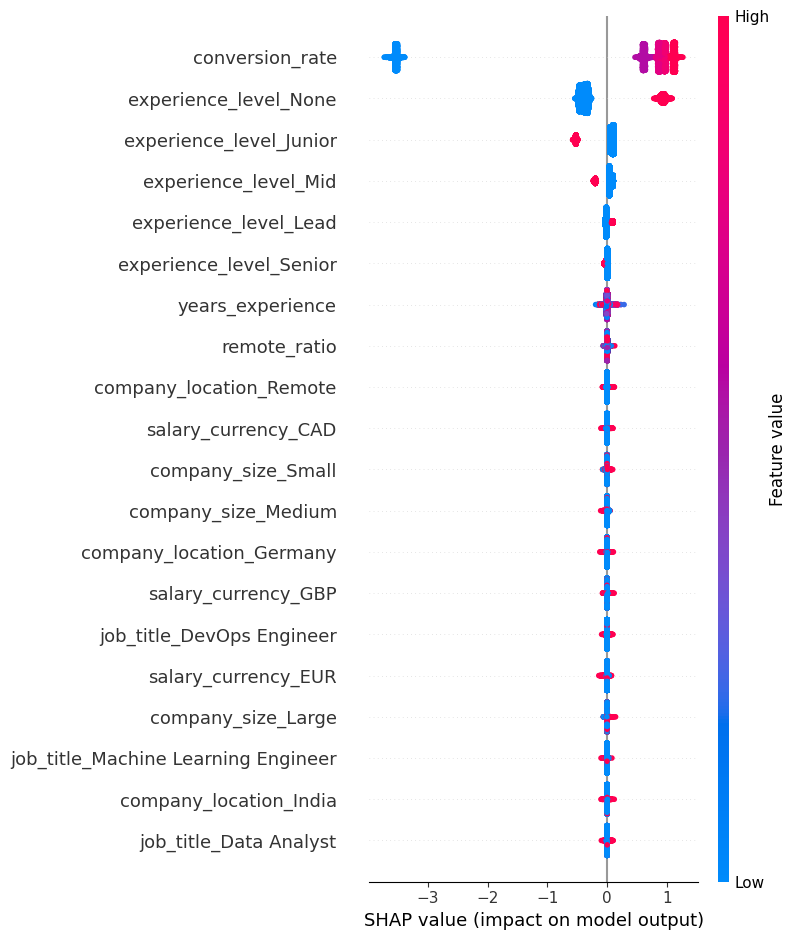 High
conversion_rate
experience_level_None
experience_level_Junior
experience_level_Mid
experience_level_Lead
experience_level_Senior
years_experience
remote_ratio
company_location_Remote
salary_currency_CAD
company_size_Small
company_size_Medium
company_location_Germany
salary_currency_GBP
job_title_DevOps Engineer
salary_currency_EUR
company_size_Large
job_title_Machine Learning Engineer
company_location_India
job_title_Data Analyst
Feature value
Low
−3 −2 −1 0 1
SHAP value (impact on model output)